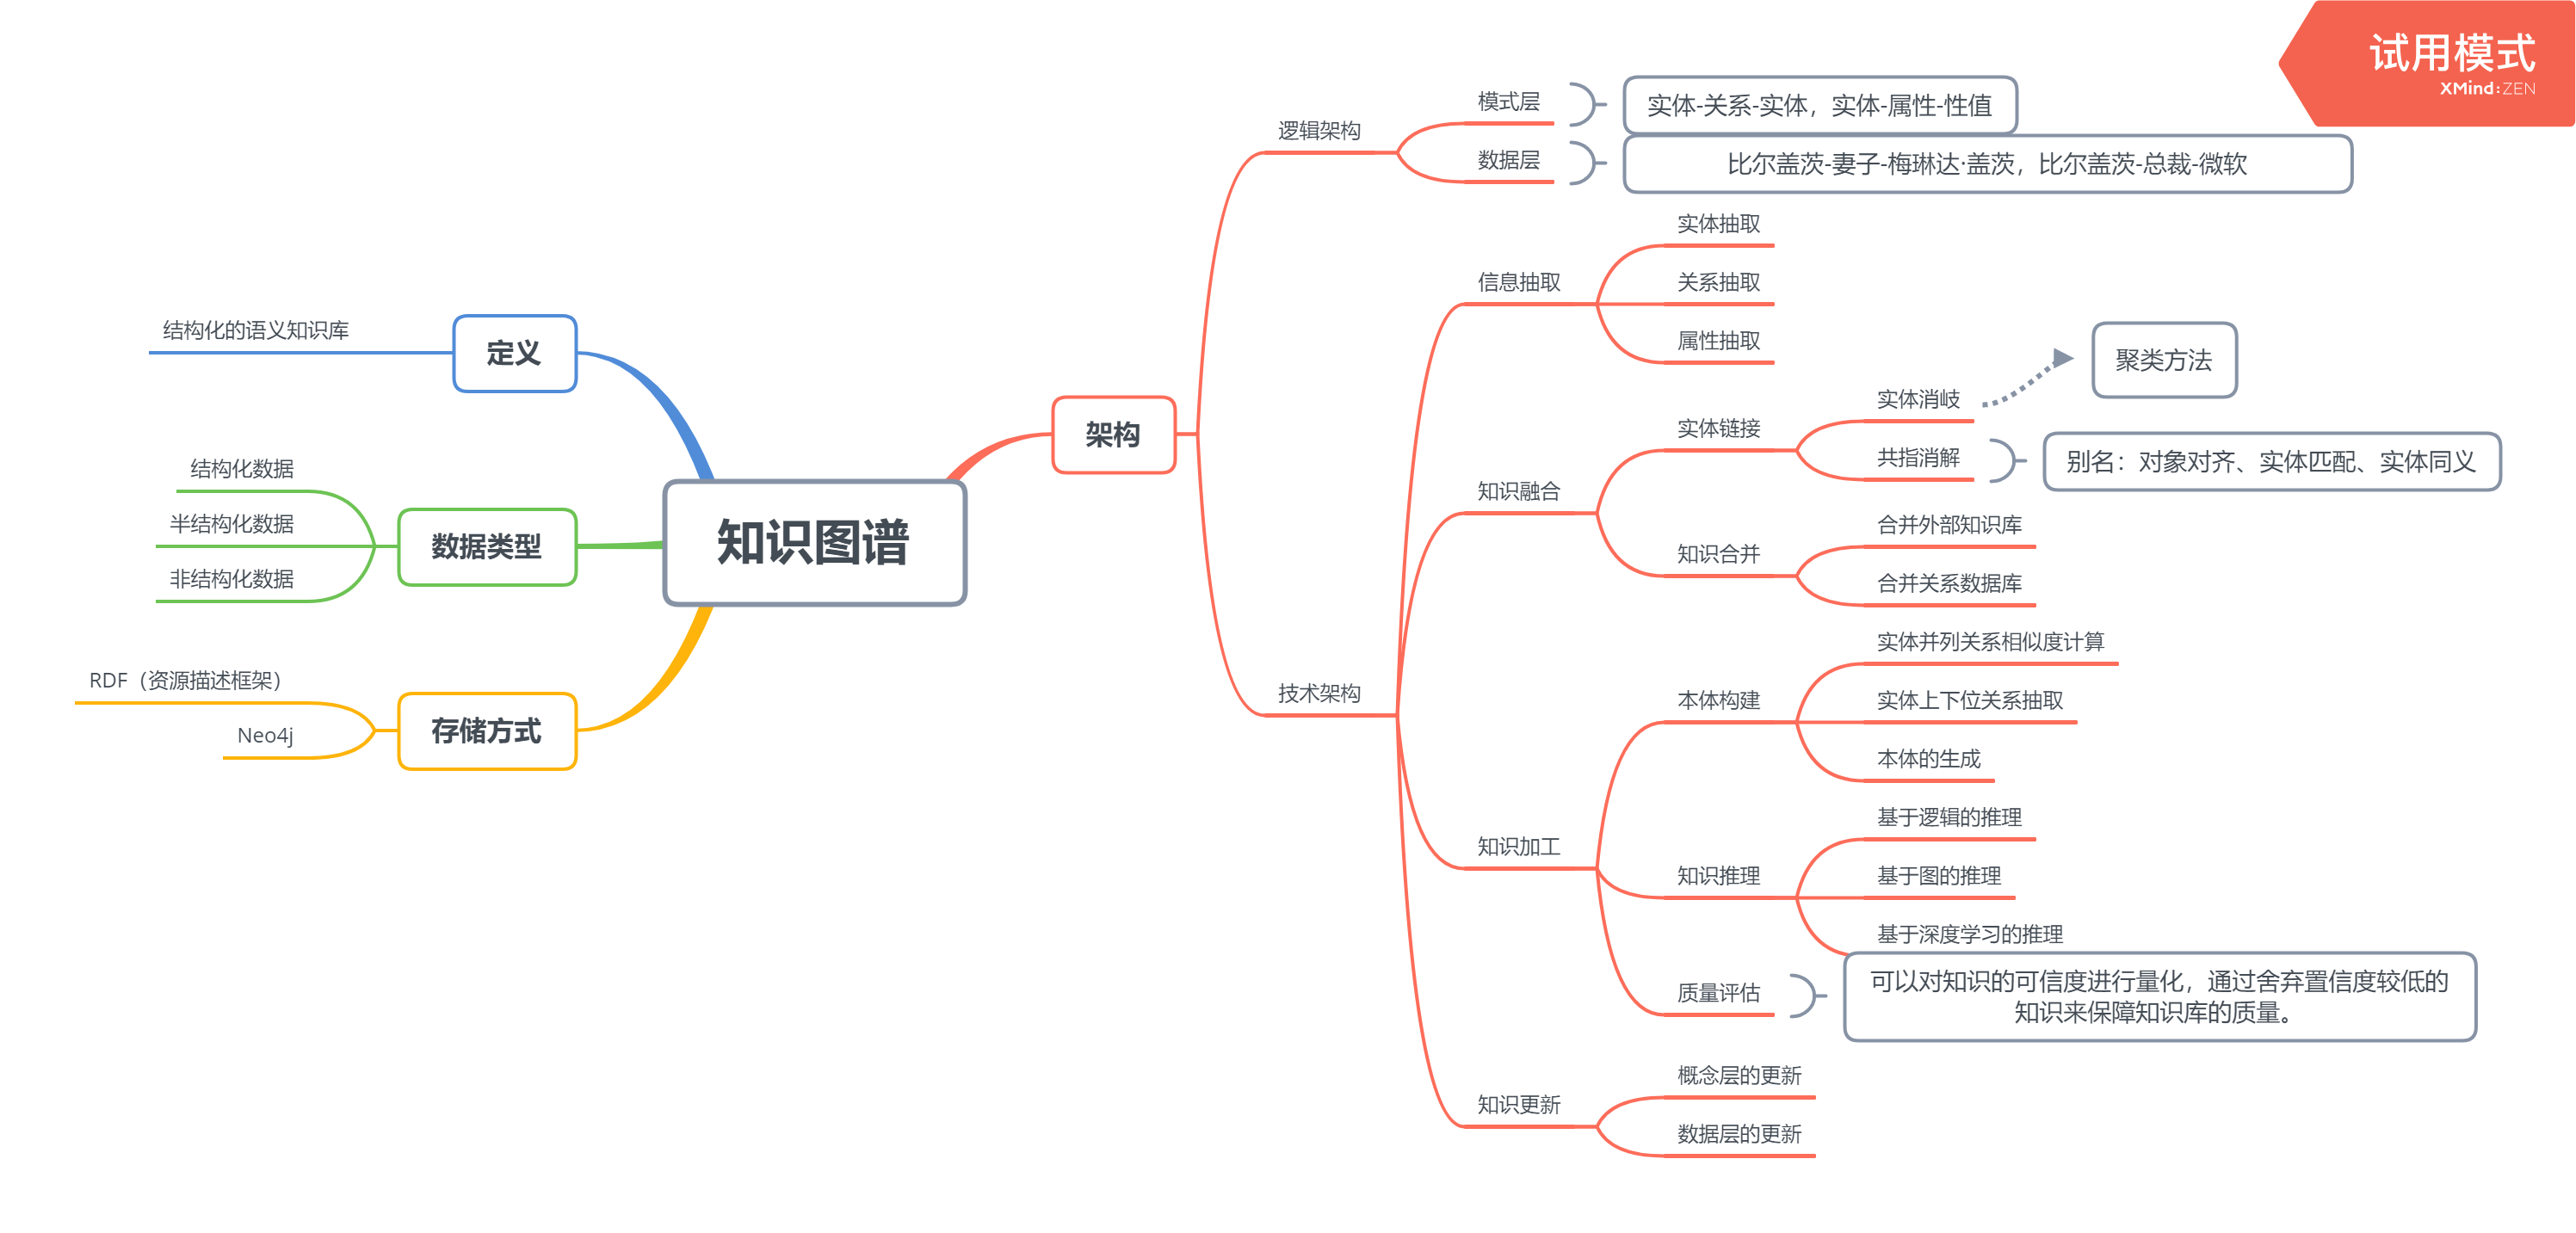 试用模式
XMind:ZEN
知识图谱
定义
结构化的语义知识库
数据类型
结构化数据
半结构化数据
非结构化数据
存储方式
RDF（资源描述框架）
Neo4j
架构
逻辑架构
模式层
实体-关系-实体，实体-属性-性值
数据层
比尔盖茨-妻子-梅琳达·盖茨，比尔盖茨-总裁-微软
技术架构
信息抽取
实体抽取
关系抽取
属性抽取
知识融合
实体链接
实体消岐
聚类方法
共指消解
别名：对象对齐、实体匹配、实体同义
知识合并
合并外部知识库
合并关系数据库
知识加工
本体构建
实体并列关系相似度计算
实体上下位关系抽取
本体的生成
知识推理
基于逻辑的推理
基于图的推理
基于深度学习的推理
质量评估
可以对知识的可信度进行量化，通过舍弃置信度较低的
知识来保障知识库的质量。
知识更新
概念层的更新
数据层的更新